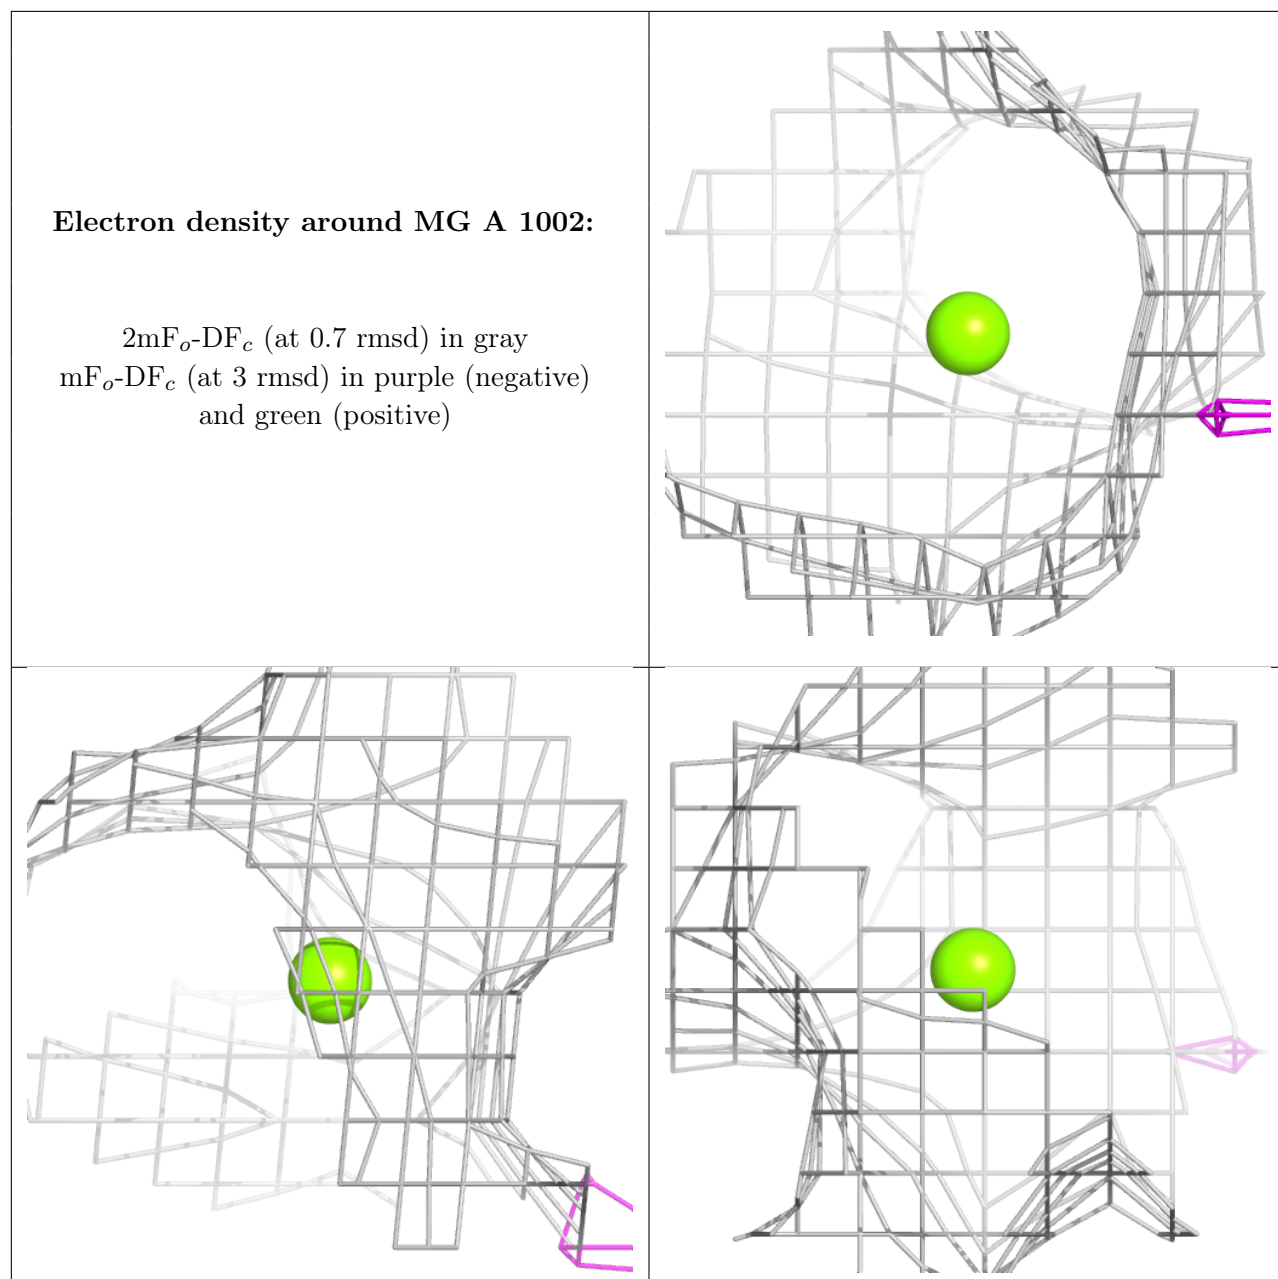 Electron density around MG A 1002:
2mFₒ-DF𝒸 (at 0.7 rmsd) in gray
mFₒ-DF𝒸 (at 3 rmsd) in purple (negative)
and green (positive)